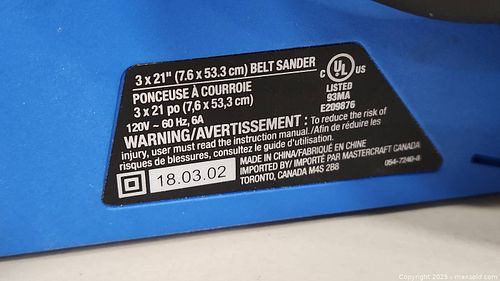 3 x 21" (7.6 x 53.3 cm) BELT SANDER
PONCEUSE À COURROIE
3 x 21 po (7,6 x 53,3 cm)
120V ~ 60 Hz, 6A
C UL US
LISTED
93MA
E209876
WARNING/AVERTISSEMENT : To reduce the risk of
injury, user must read the instruction manual./Afin de réduire les
risques de blessures, consultez le guide d'utilisation.
18.03.02
MADE IN CHINA/FABRIQUÉ EN CHINE
IMPORTED BY/ IMPORTÉ PAR MASTERCRAFT CANADA
TORONTO, CANADA M4S 2B8
054-7240-8
Copyright 2025 - maxsold.com